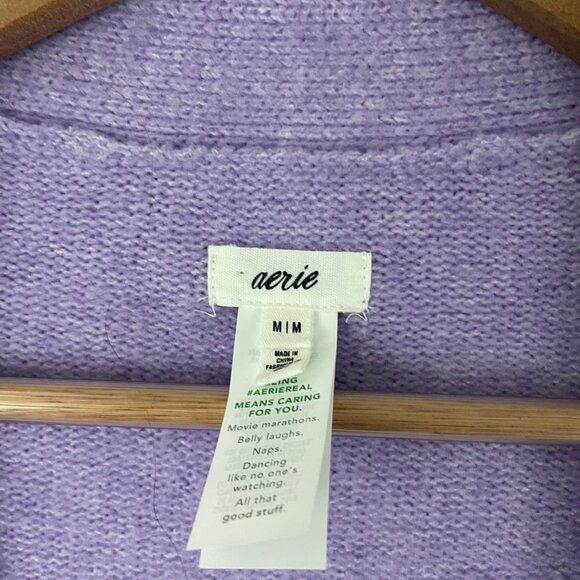 aerie
M|M
MADE IN
CHINA
#AERIEREAL
MEANS CARING
FOR YOU.
Movie marathons.
Belly laughs.
Naps.
Dancing
like no one's
watching.
All that
good stuff.